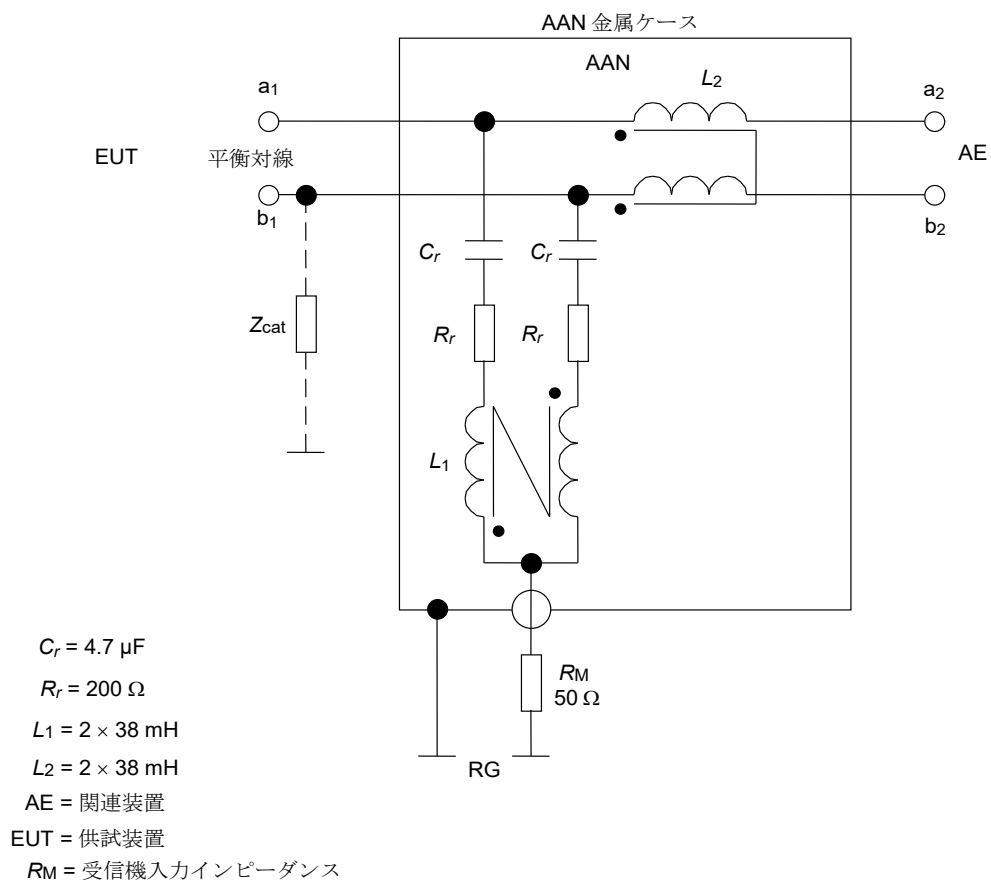 AAN 金属ケース
AAN
L2
a1
a2
EUT
平衡対線
AE
b1
b2
Cr
Cr
Zcat
Rr
Rr
L1
RM
50 Ω
RG
Cr = 4.7 µF
Rr = 200 Ω
L1 = 2 × 38 mH
L2 = 2 × 38 mH
AE = 関連装置
EUT = 供試装置
RM = 受信機入力インピーダンス